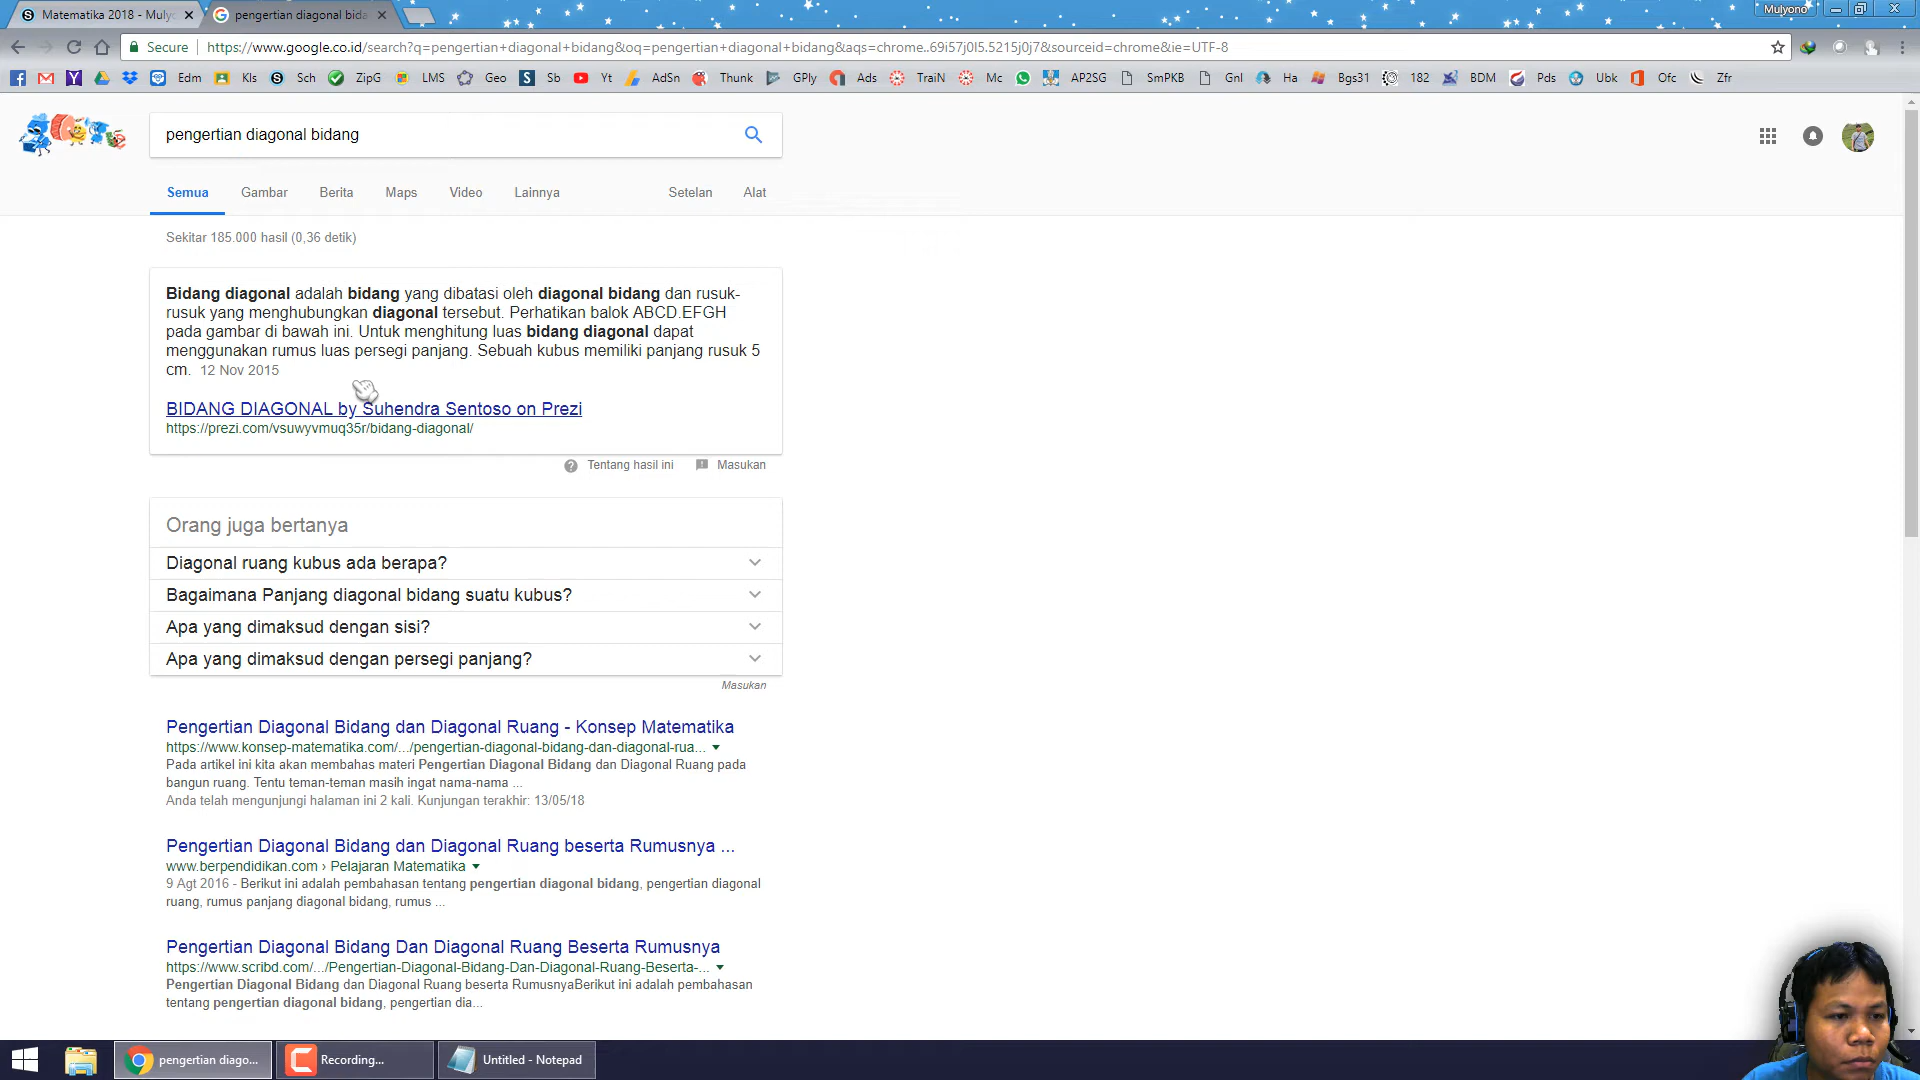 Matematika 2018 - Mulyo
pengertian diagonal bida
Mulyono
Secure
https://www.google.co.id/search?q=pengertian+diagonal+bidang&oq=pengertian+diagonal+bidang&aqs=chrome..69i57j0l5.5215j0j7&sourceid=chrome&ie=UTF-8
Edm Kls Sch ZipG LMS Geo Sb Yt AdSn Thunk GPly Ads TraiN Mc AP2SG SmPKB Gnl Ha Bgs31 182 BDM Pds Ubk Ofc Zfr
pengertian diagonal bidang
Semua Gambar Berita Maps Video Lainnya Setelan Alat
Sekitar 185.000 hasil (0,36 detik)
Bidang diagonal adalah bidang yang dibatasi oleh diagonal bidang dan rusuk-
rusuk yang menghubungkan diagonal tersebut. Perhatikan balok ABCD.EFGH
pada gambar di bawah ini. Untuk menghitung luas bidang diagonal dapat
menggunakan rumus luas persegi panjang. Sebuah kubus memiliki panjang rusuk 5
cm. 12 Nov 2015
BIDANG DIAGONAL by Suhendra Sentoso on Prezi
https://prezi.com/vsuwyvmuq35r/bidang-diagonal/
Tentang hasil ini Masukan
Orang juga bertanya
Diagonal ruang kubus ada berapa?
Bagaimana Panjang diagonal bidang suatu kubus?
Apa yang dimaksud dengan sisi?
Apa yang dimaksud dengan persegi panjang?
Masukan
Pengertian Diagonal Bidang dan Diagonal Ruang - Konsep Matematika
https://www.konsep-matematika.com/.../pengertian-diagonal-bidang-dan-diagonal-rua...
Pada artikel ini kita akan membahas materi Pengertian Diagonal Bidang dan Diagonal Ruang pada
bangun ruang. Tentu teman-teman masih ingat nama-nama ...
Anda telah mengunjungi halaman ini 2 kali. Kunjungan terakhir: 13/05/18
Pengertian Diagonal Bidang dan Diagonal Ruang beserta Rumusnya ...
www.berpendidikan.com › Pelajaran Matematika
9 Agt 2016 - Berikut ini adalah pembahasan tentang pengertian diagonal bidang, pengertian diagonal
ruang, rumus panjang diagonal bidang, rumus ...
Pengertian Diagonal Bidang Dan Diagonal Ruang Beserta Rumusnya
https://www.scribd.com/.../Pengertian-Diagonal-Bidang-Dan-Diagonal-Ruang-Beserta-...
Pengertian Diagonal Bidang dan Diagonal Ruang beserta RumusnyaBerikut ini adalah pembahasan
tentang pengertian diagonal bidang, pengertian dia...
pengertian diago... Recording... Untitled - Notepad